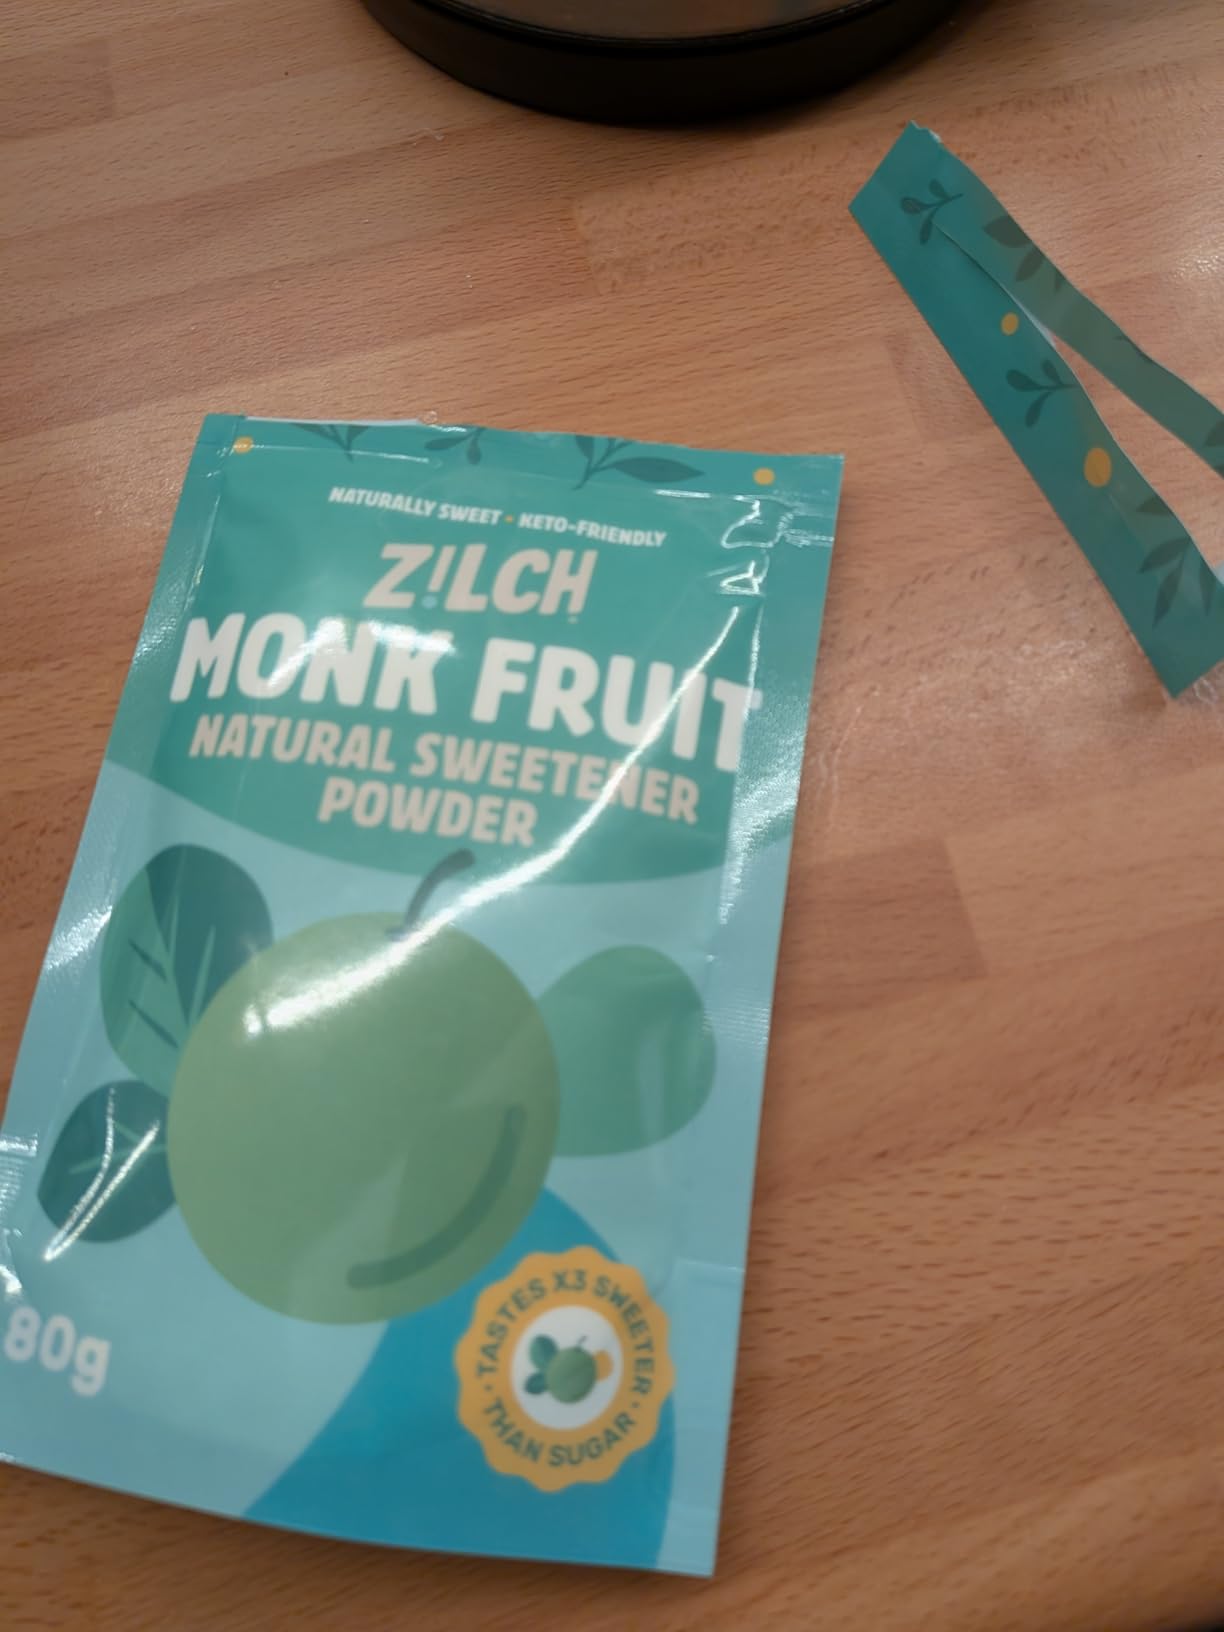 NATURALLY SWEET • KETO-FRIENDLY
Z!LCH
MONK FRUIT
NATURAL SWEETENER
POWDER
80g
TASTES X3 SWEETER
THAN SUGAR